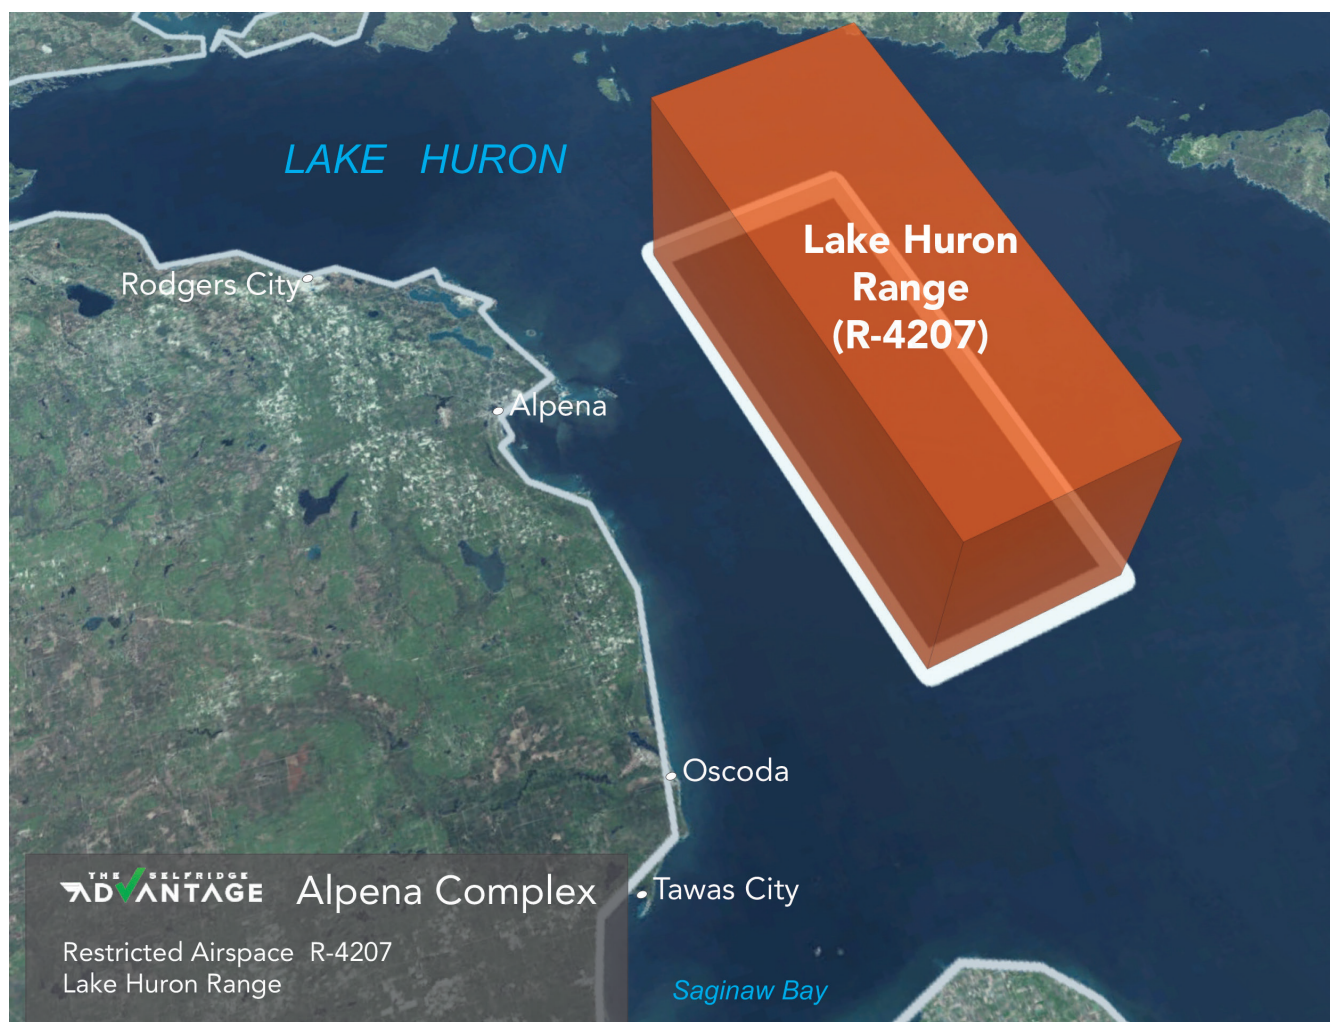 LAKE HURON
Lake Huron
Range
(R-4207)
Rodgers City
Alpena
Oscoda
Tawas City
THE SELFRIDGE
ADVANTAGE
Alpena Complex
Restricted Airspace R-4207
Lake Huron Range
Saginaw Bay